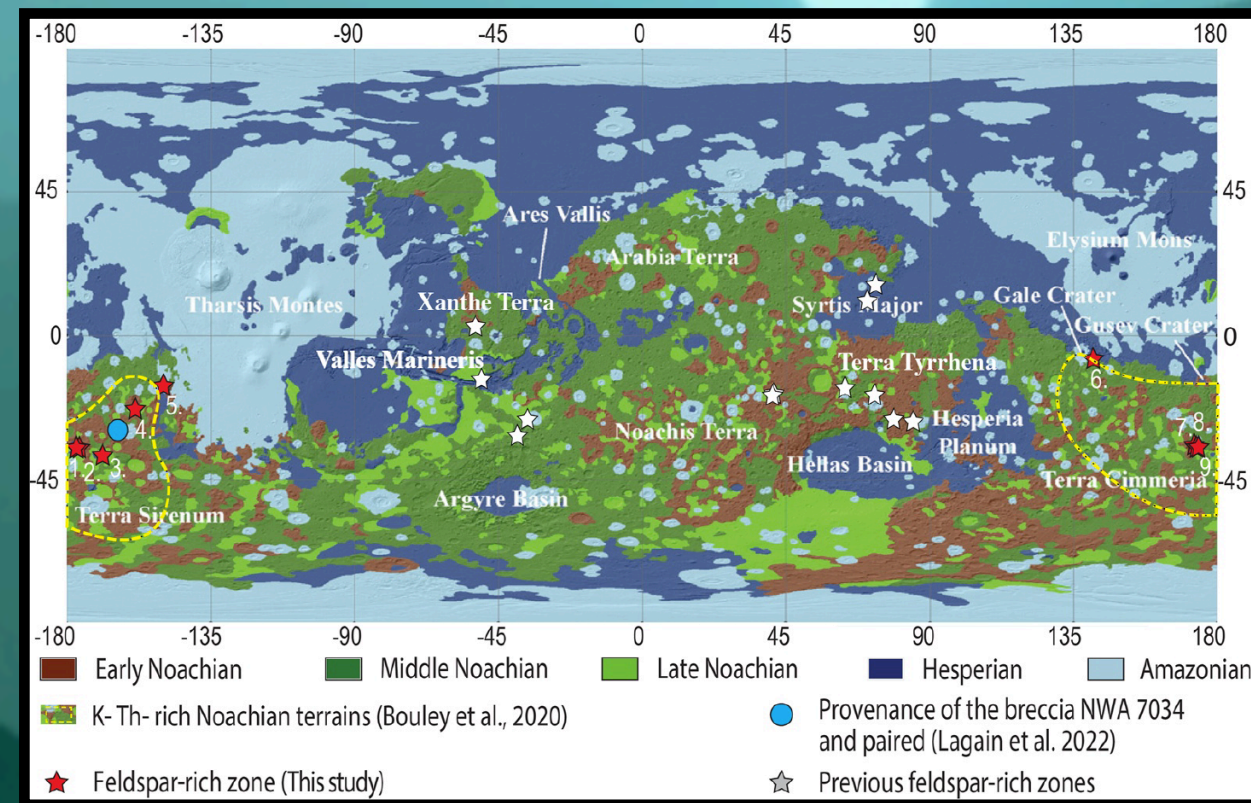 -180 -135 -90 -45 0 45 90 135 180
45 45
Ares Vallis
Arabia Terra
Elysium Mons
Tharsis Montes
Xanthe Terra
Syrtis Major
Gale Crater
Gusev Crater
0 0
Valles Marineris
Terra Tyrrhena
6.
5.
4.
Noachis Terra
Hesperia
Planum
7. 8.
1. 2. 3.
Hellas Basin
9.
-45 -45
Argyre Basin
Terra Cimmeria
Terra Sirenum
-180 -135 -90 -45 0 45 90 135 180
Early Noachian Middle Noachian Late Noachian Hesperian Amazonian
K- Th- rich Noachian terrains (Bouley et al., 2020)
Provenance of the breccia NWA 7034
and paired (Lagain et al. 2022)
Feldspar-rich zone (This study)
Previous feldspar-rich zones